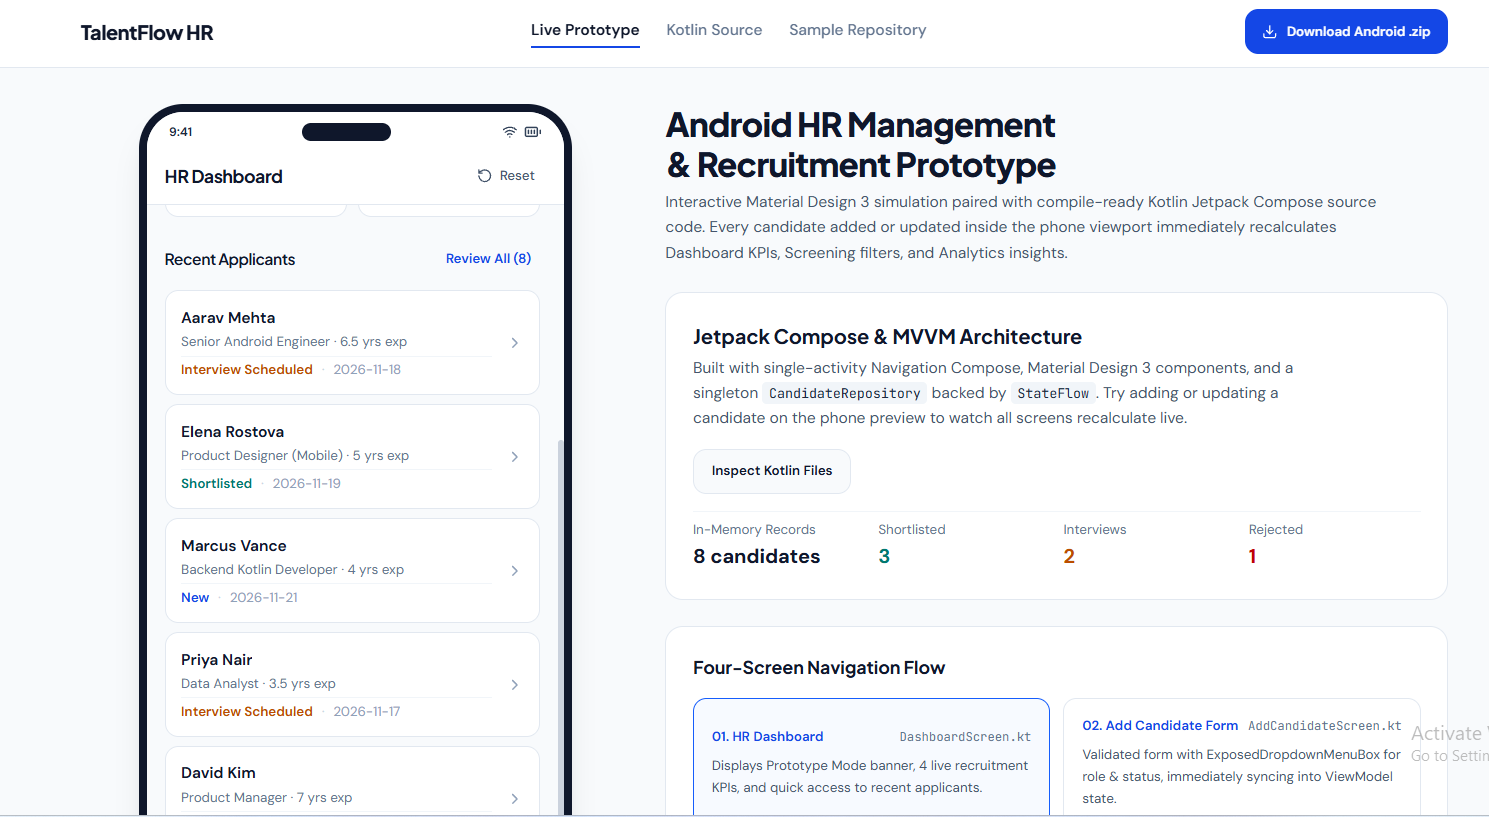 TalentFlow HR
Live Prototype
Kotlin Source
Sample Repository
Download Android .zip
9:41
HR Dashboard
Reset
Recent Applicants
Review All (8)
Aarav Mehta
Senior Android Engineer · 6.5 yrs exp
Interview Scheduled · 2026-11-18
Elena Rostova
Product Designer (Mobile) · 5 yrs exp
Shortlisted · 2026-11-19
Marcus Vance
Backend Kotlin Developer · 4 yrs exp
New · 2026-11-21
Priya Nair
Data Analyst · 3.5 yrs exp
Interview Scheduled · 2026-11-17
David Kim
Product Manager · 7 yrs exp
Android HR Management
& Recruitment Prototype
Interactive Material Design 3 simulation paired with compile-ready Kotlin Jetpack Compose source
code. Every candidate added or updated inside the phone viewport immediately recalculates
Dashboard KPIs, Screening filters, and Analytics insights.
Jetpack Compose & MVVM Architecture
Built with single-activity Navigation Compose, Material Design 3 components, and a
singleton CandidateRepository backed by StateFlow. Try adding or updating a
candidate on the phone preview to watch all screens recalculate live.
Inspect Kotlin Files
In-Memory Records
8 candidates
Shortlisted
3
Interviews
2
Rejected
1
Four-Screen Navigation Flow
01. HR Dashboard
DashboardScreen.kt
Displays Prototype Mode banner, 4 live recruitment
KPIs, and quick access to recent applicants.
02. Add Candidate Form
AddCandidateScreen.kt
Validated form with ExposedDropdownMenuBox for
role & status, immediately syncing into ViewModel
state.
Activate
Go to